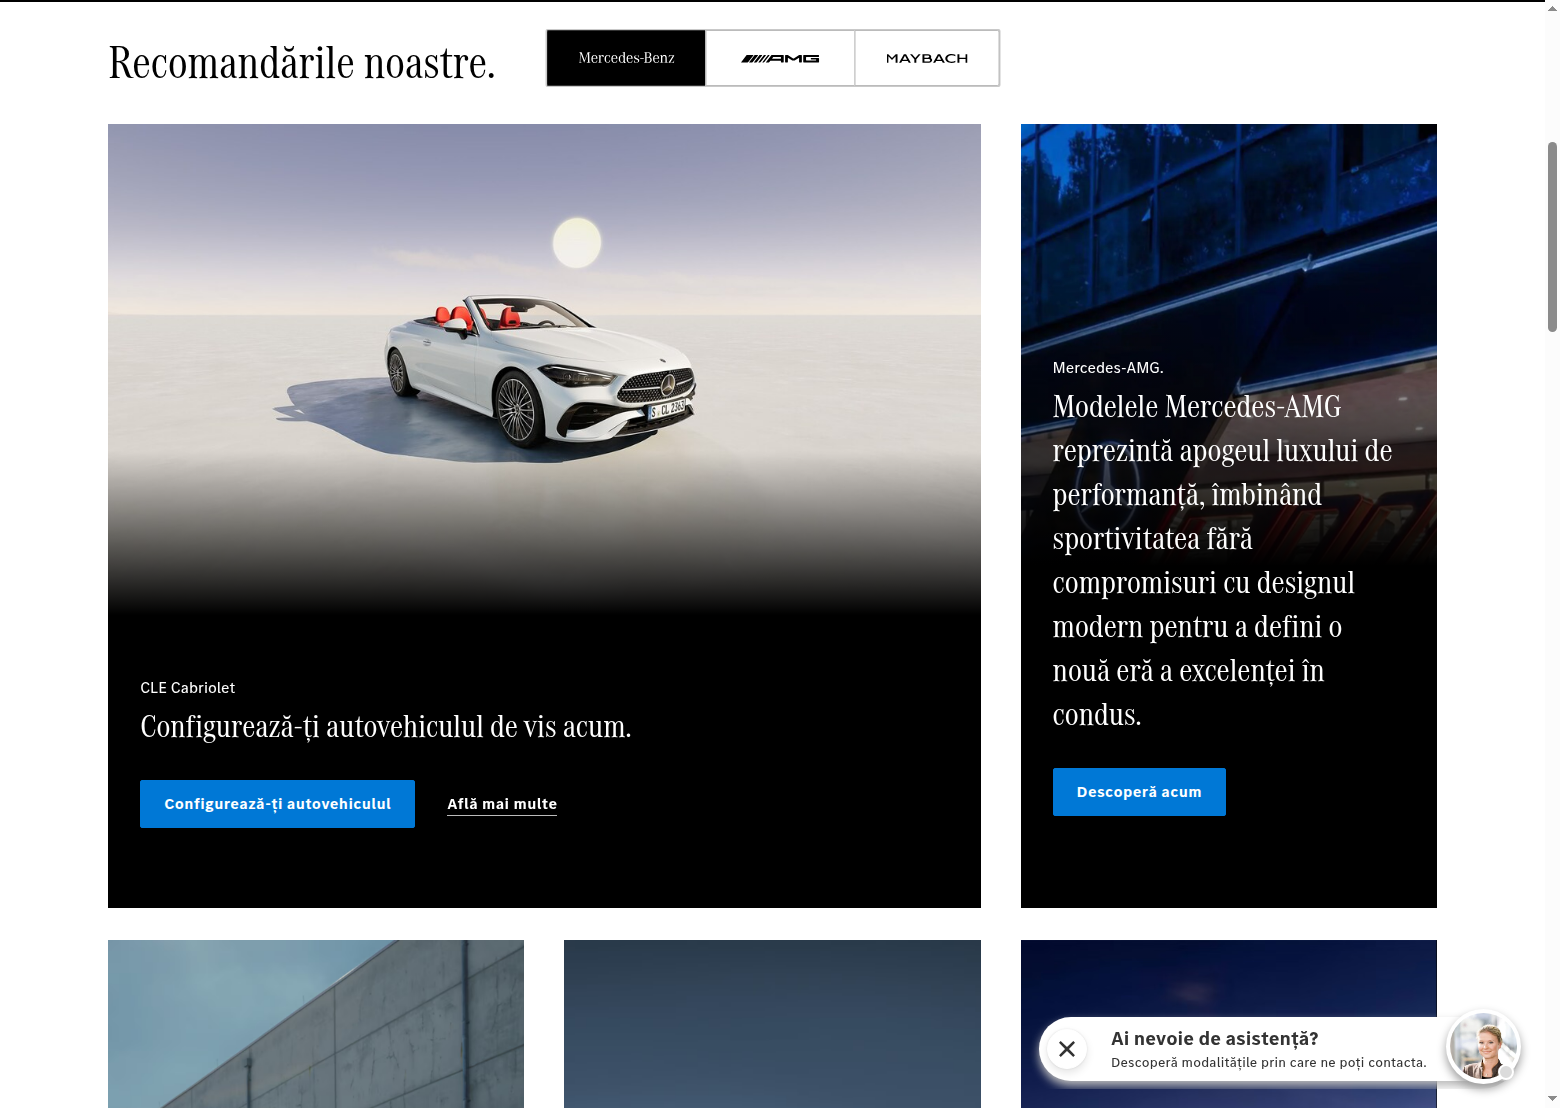 Recomandările noastre.
Mercedes-Benz
AMG
MAYBACH
S CL 2363
CLE Cabriolet
Configurează-ți autovehiculul de vis acum.
Configurează-ți autovehiculul
Află mai multe
Mercedes-AMG.
Modelele Mercedes-AMG
reprezintă apogeul luxului de
performanță, îmbinând
sportivitatea fără
compromisuri cu designul
modern pentru a defini o
nouă eră a excelenței în
condus.
Descoperă acum
Ai nevoie de asistență?
Descoperă modalitățile prin care ne poți contacta.